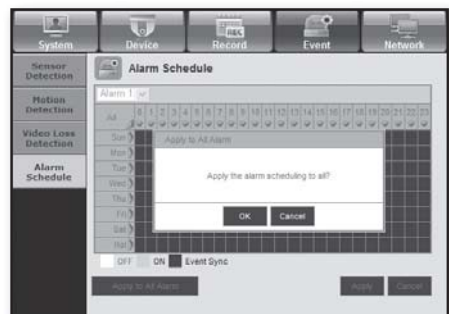 System Device Record Event Network
REC
Sensor
Detection
Motion
Detection
Video Loss
Detection
Alarm
Schedule
Alarm Schedule
Alarm 1
All 0 1 2 3 4 5 6 7 8 9 10 11 12 13 14 15 16 17 18 19 20 21 22 23
Sun
Mon
Tue
Wed
Thu
Fri
Sat
Hol
Apply to All Alarm
Apply the alarm scheduling to all?
OK Cancel
OFF ON Event Sync
Apply to All Alarm Apply Cancel